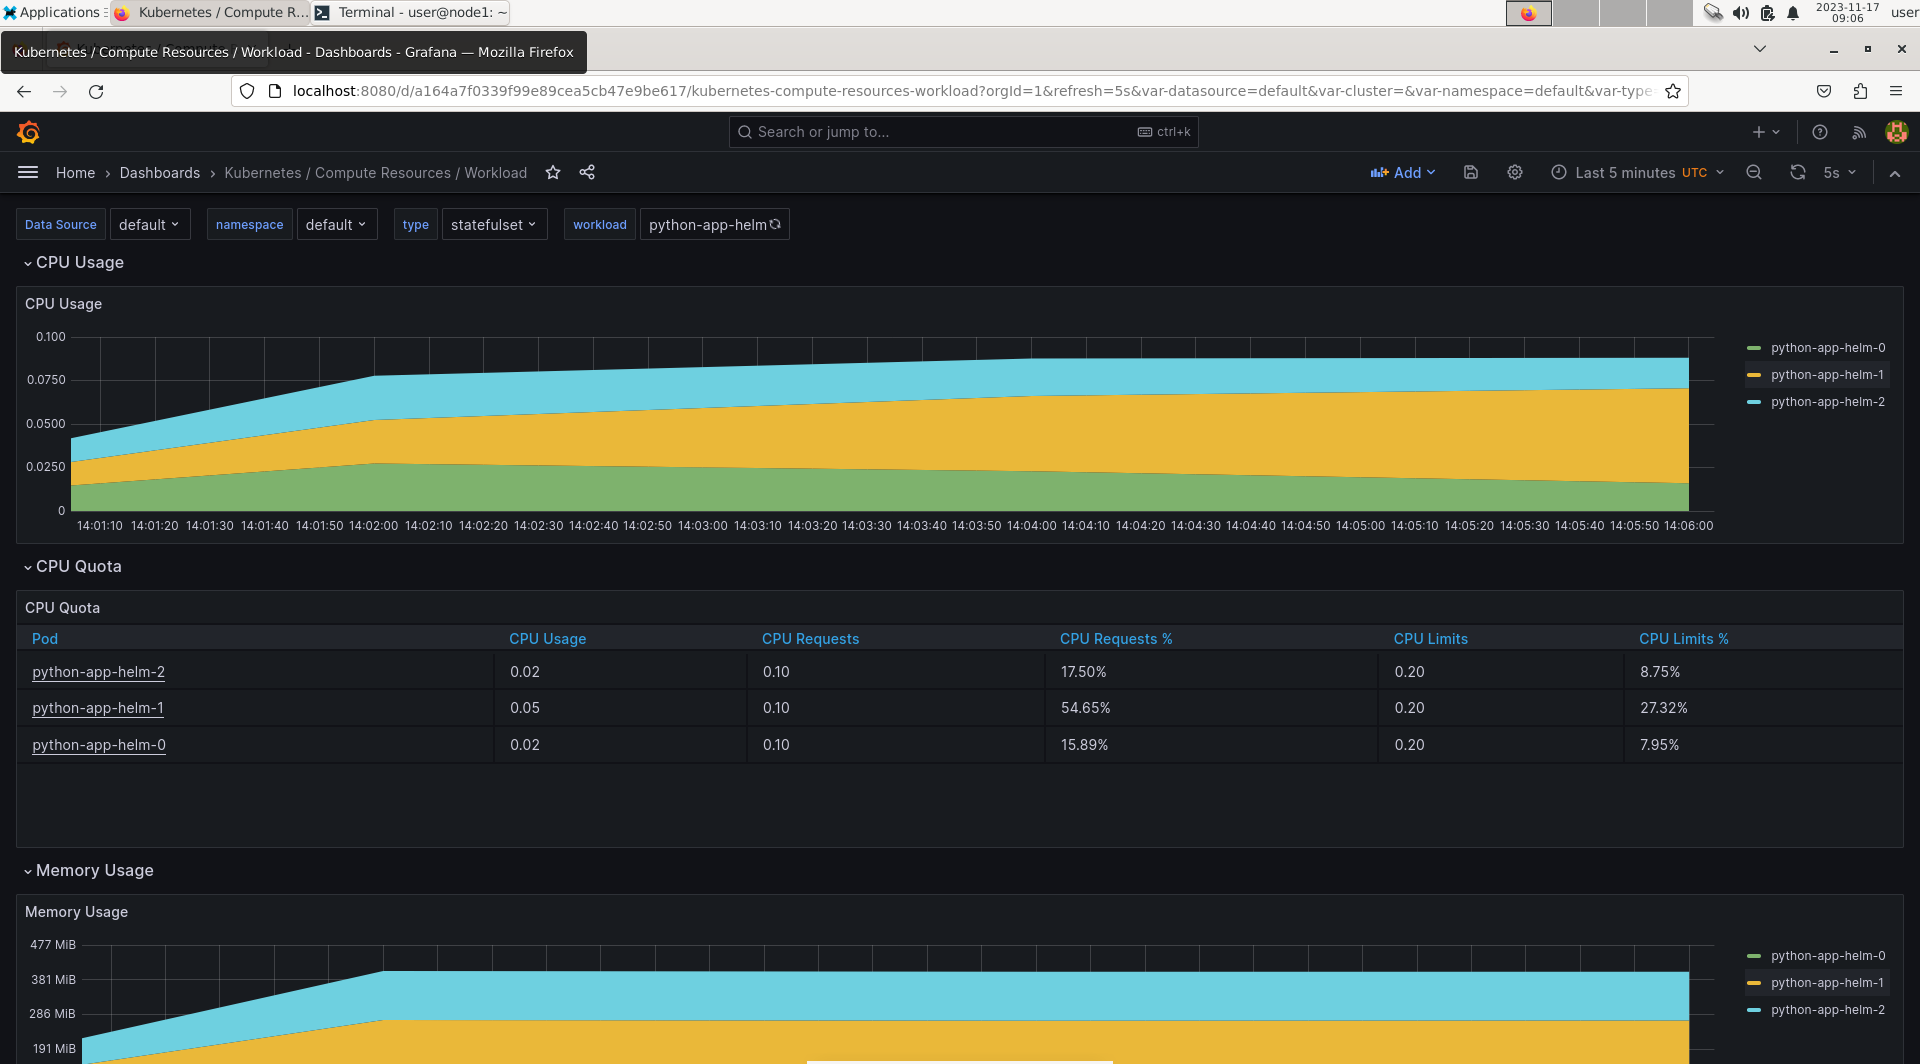 Applications
Kubernetes / Compute R...
Terminal - user@node1: ~
2023-11-17
09:06
user
Kubernetes / Compute Resources / Workload - Dashboards - Grafana — Mozilla Firefox
localhost:8080/d/a164a7f0339f99e89cea5cb47e9be617/kubernetes-compute-resources-workload?orgId=1&refresh=5s&var-datasource=default&var-cluster=&var-namespace=default&var-type=
Search or jump to...
ctrl+k
Home › Dashboards › Kubernetes / Compute Resources / Workload
Add
Last 5 minutes UTC
5s
Data Source default namespace default type statefulset workload python-app-helm
CPU Usage
CPU Usage
0.100
0.0750
0.0500
0.0250
0
14:01:10 14:01:20 14:01:30 14:01:40 14:01:50 14:02:00 14:02:10 14:02:20 14:02:30 14:02:40 14:02:50 14:03:00 14:03:10 14:03:20 14:03:30 14:03:40 14:03:50 14:04:00 14:04:10 14:04:20 14:04:30 14:04:40 14:04:50 14:05:00 14:05:10 14:05:20 14:05:30 14:05:40 14:05:50 14:06:00
python-app-helm-0
python-app-helm-1
python-app-helm-2
CPU Quota
CPU Quota
Pod CPU Usage CPU Requests CPU Requests % CPU Limits CPU Limits %
python-app-helm-2 0.02 0.10 17.50% 0.20 8.75%
python-app-helm-1 0.05 0.10 54.65% 0.20 27.32%
python-app-helm-0 0.02 0.10 15.89% 0.20 7.95%
Memory Usage
Memory Usage
477 MiB
381 MiB
286 MiB
191 MiB
python-app-helm-0
python-app-helm-1
python-app-helm-2